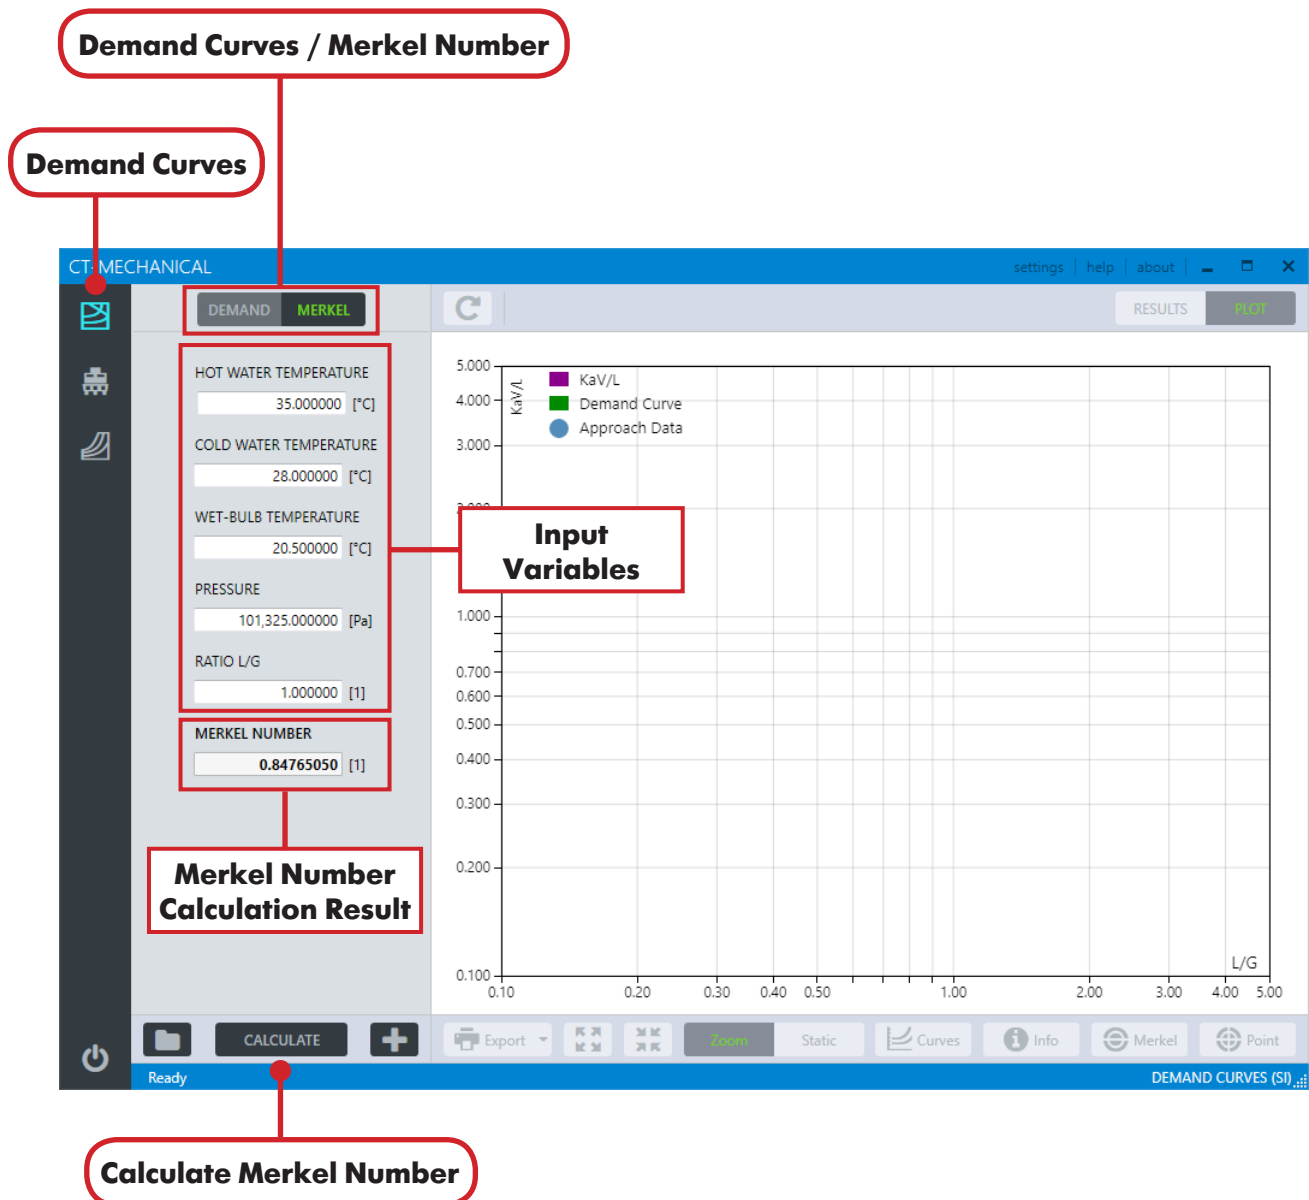 Demand Curves / Merkel Number
Demand Curves
CT-MECHANICAL
settings help about
DEMAND MERKEL
RESULTS PLOT
HOT WATER TEMPERATURE
35.000000 [°C]
COLD WATER TEMPERATURE
28.000000 [°C]
WET-BULB TEMPERATURE
20.500000 [°C]
PRESSURE
101,325.000000 [Pa]
RATIO L/G
1.000000 [1]
MERKEL NUMBER
0.84765050 [1]
Input
Variables
Merkel Number
Calculation Result
5.000
4.000
3.000
1.000
0.700
0.600
0.500
0.400
0.300
0.200
0.100
KaV/L
KaV/L
Demand Curve
Approach Data
L/G
0.10 0.20 0.30 0.40 0.50 1.00 2.00 3.00 4.00 5.00
CALCULATE
Export Zoom Static Curves Info Merkel Point
Ready
DEMAND CURVES (SI)
Calculate Merkel Number